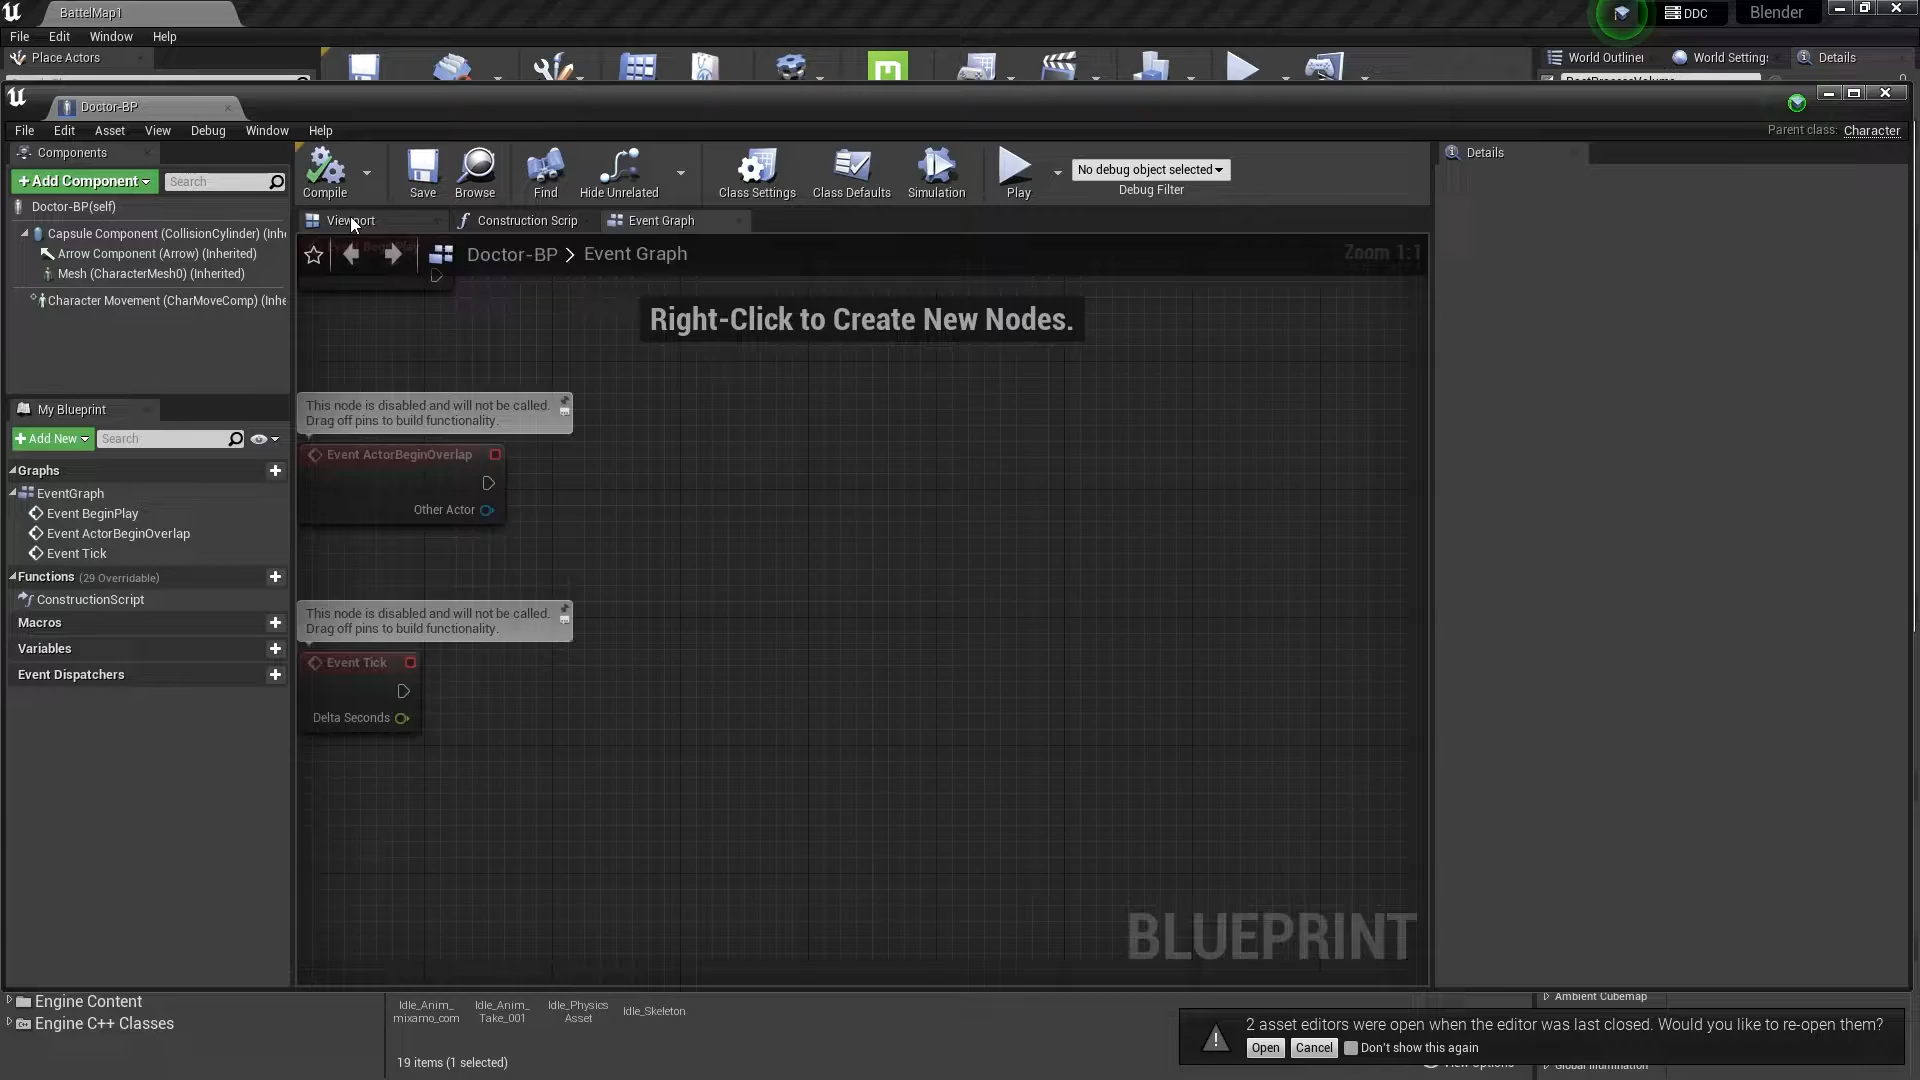 BattelMap1
DDC
Blender
File Edit Window Help
Place Actors
World Outliner
World Settings
Details
Doctor-BP
File Edit Asset View Debug Window Help
Parent class: Character
Components
+Add Component
Search
Doctor-BP(self)
Capsule Component (CollisionCylinder) (Inhe
Arrow Component (Arrow) (Inherited)
Mesh (CharacterMesh0) (Inherited)
Character Movement (CharMoveComp) (Inhe
Compile
Save
Browse
Find
Hide Unrelated
Class Settings
Class Defaults
Simulation
Play
No debug object selected
Debug Filter
Details
Viewport
Construction Scrip
Event Graph
Doctor-BP > Event Graph
Zoom 1:1
Right-Click to Create New Nodes.
This node is disabled and will not be called.
Drag off pins to build functionality.
Event ActorBeginOverlap
Other Actor
This node is disabled and will not be called.
Drag off pins to build functionality.
Event Tick
Delta Seconds
BLUEPRINT
My Blueprint
+Add New
Search
Graphs
EventGraph
Event BeginPlay
Event ActorBeginOverlap
Event Tick
Functions (29 Overridable)
ConstructionScript
Macros
Variables
Event Dispatchers
Engine Content
Engine C++ Classes
Idle_Anim_
mixamo_com
Idle_Anim_
Take_001
Idle_Physics
Asset
Idle_Skeleton
19 items (1 selected)
Ambient Cubemap
2 asset editors were open when the editor was last closed. Would you like to re-open them?
Open
Cancel
Don't show this again